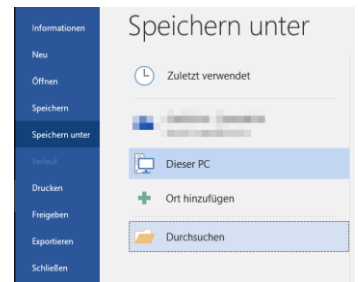 Speichern unter
Informationen
Neu
Öffnen
Speichern
Speichern unter
Verlauf
Drucken
Freigeben
Exportieren
Schließen
Zuletzt verwendet
Dieser PC
Ort hinzufügen
Durchsuchen